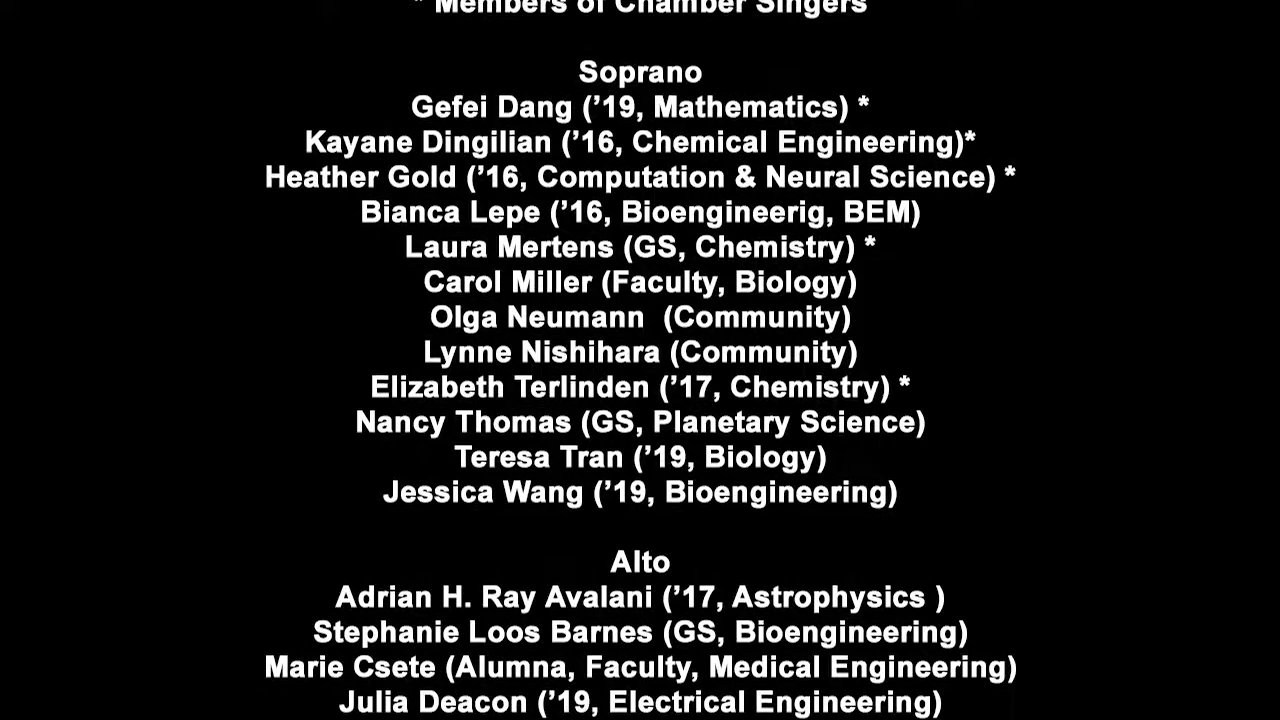 * Members of Chamber Singers
Soprano
Gefei Dang (’19, Mathematics) *
Kayane Dingilian (’16, Chemical Engineering)*
Heather Gold (’16, Computation & Neural Science) *
Bianca Lepe (’16, Bioengineerig, BEM)
Laura Mertens (GS, Chemistry) *
Carol Miller (Faculty, Biology)
Olga Neumann  (Community)
Lynne Nishihara (Community)
Elizabeth Terlinden (’17, Chemistry) *
Nancy Thomas (GS, Planetary Science)
Teresa Tran (’19, Biology)
Jessica Wang (’19, Bioengineering)
Alto
Adrian H. Ray Avalani (’17, Astrophysics )
Stephanie Loos Barnes (GS, Bioengineering)
Marie Csete (Alumna, Faculty, Medical Engineering)
Julia Deacon (’19, Electrical Engineering)